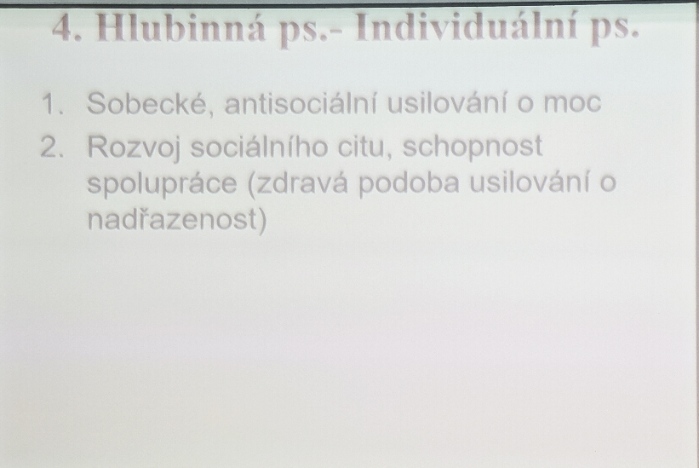 4. Hlubinná ps.- Individuální ps.
1. Sobecké, antisociální usilování o moc
2. Rozvoj sociálního citu, schopnost
spolupráce (zdravá podoba usilování o
nadřazenost)